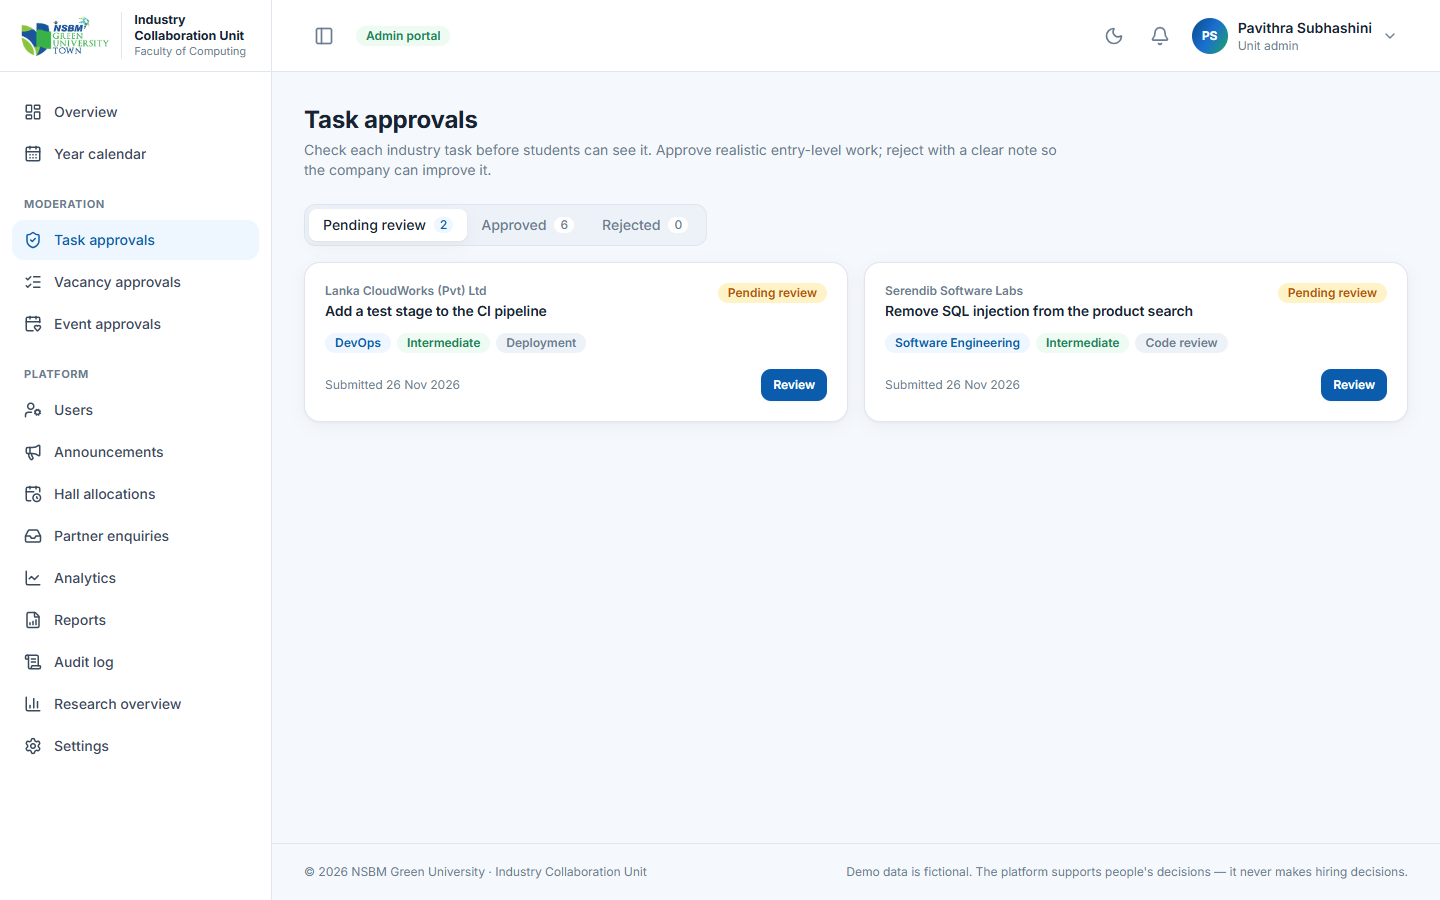 NSBM
GREEN
UNIVERSITY
TOWN
Industry
Collaboration Unit
Faculty of Computing
Admin portal
PS
Pavithra Subhashini
Unit admin
Overview
Year calendar
MODERATION
Task approvals
Vacancy approvals
Event approvals
PLATFORM
Users
Announcements
Hall allocations
Partner enquiries
Analytics
Reports
Audit log
Research overview
Settings
Task approvals
Check each industry task before students can see it. Approve realistic entry-level work; reject with a clear note so
the company can improve it.
Pending review 2 Approved 6 Rejected 0
Lanka CloudWorks (Pvt) Ltd
Pending review
Add a test stage to the CI pipeline
DevOps Intermediate Deployment
Submitted 26 Nov 2026
Review
Serendib Software Labs
Pending review
Remove SQL injection from the product search
Software Engineering Intermediate Code review
Submitted 26 Nov 2026
Review
© 2026 NSBM Green University · Industry Collaboration Unit
Demo data is fictional. The platform supports people's decisions — it never makes hiring decisions.